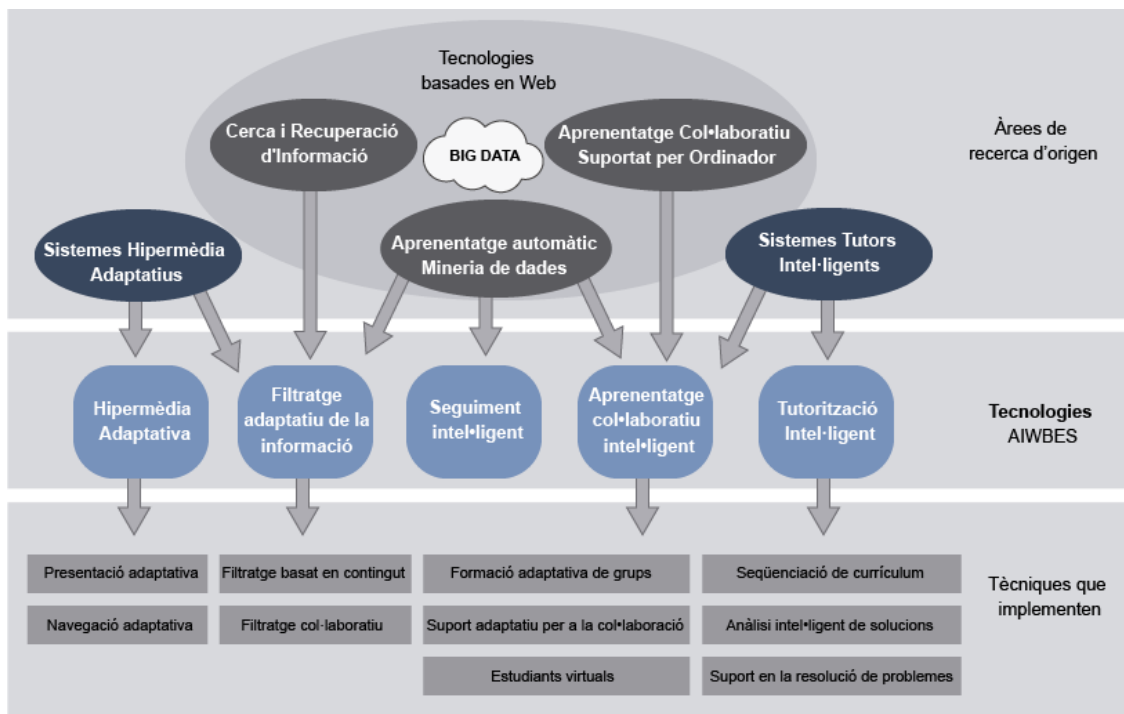 Tecnologies
basades en Web
Cerca i Recuperació
d'Informació
BIG DATA
Aprenentatge Col•laboratiu
Suportat per Ordinador
Àrees de
recerca d’origen
Sistemes Hipermèdia
Adaptatius
Aprenentatge automàtic
Mineria de dades
Sistemes Tutors
Intel·ligents
Hipermèdia
Adaptativa
Filtratge
adaptatiu de la
informació
Seguiment
intel•ligent
Aprenentatge
col•laboratiu
intel•ligent
Tutorització
Intel·ligent
Tecnologies
AIWBES
Presentació adaptativa
Navegació adaptativa
Filtratge basat en contingut
Filtratge col·laboratiu
Formació adaptativa de grups
Suport adaptatiu per a la col•laboració
Estudiants virtuals
Seqüenciació de currículum
Anàlisi intel•ligent de solucions
Suport en la resolució de problemes
Tècniques que
implementen